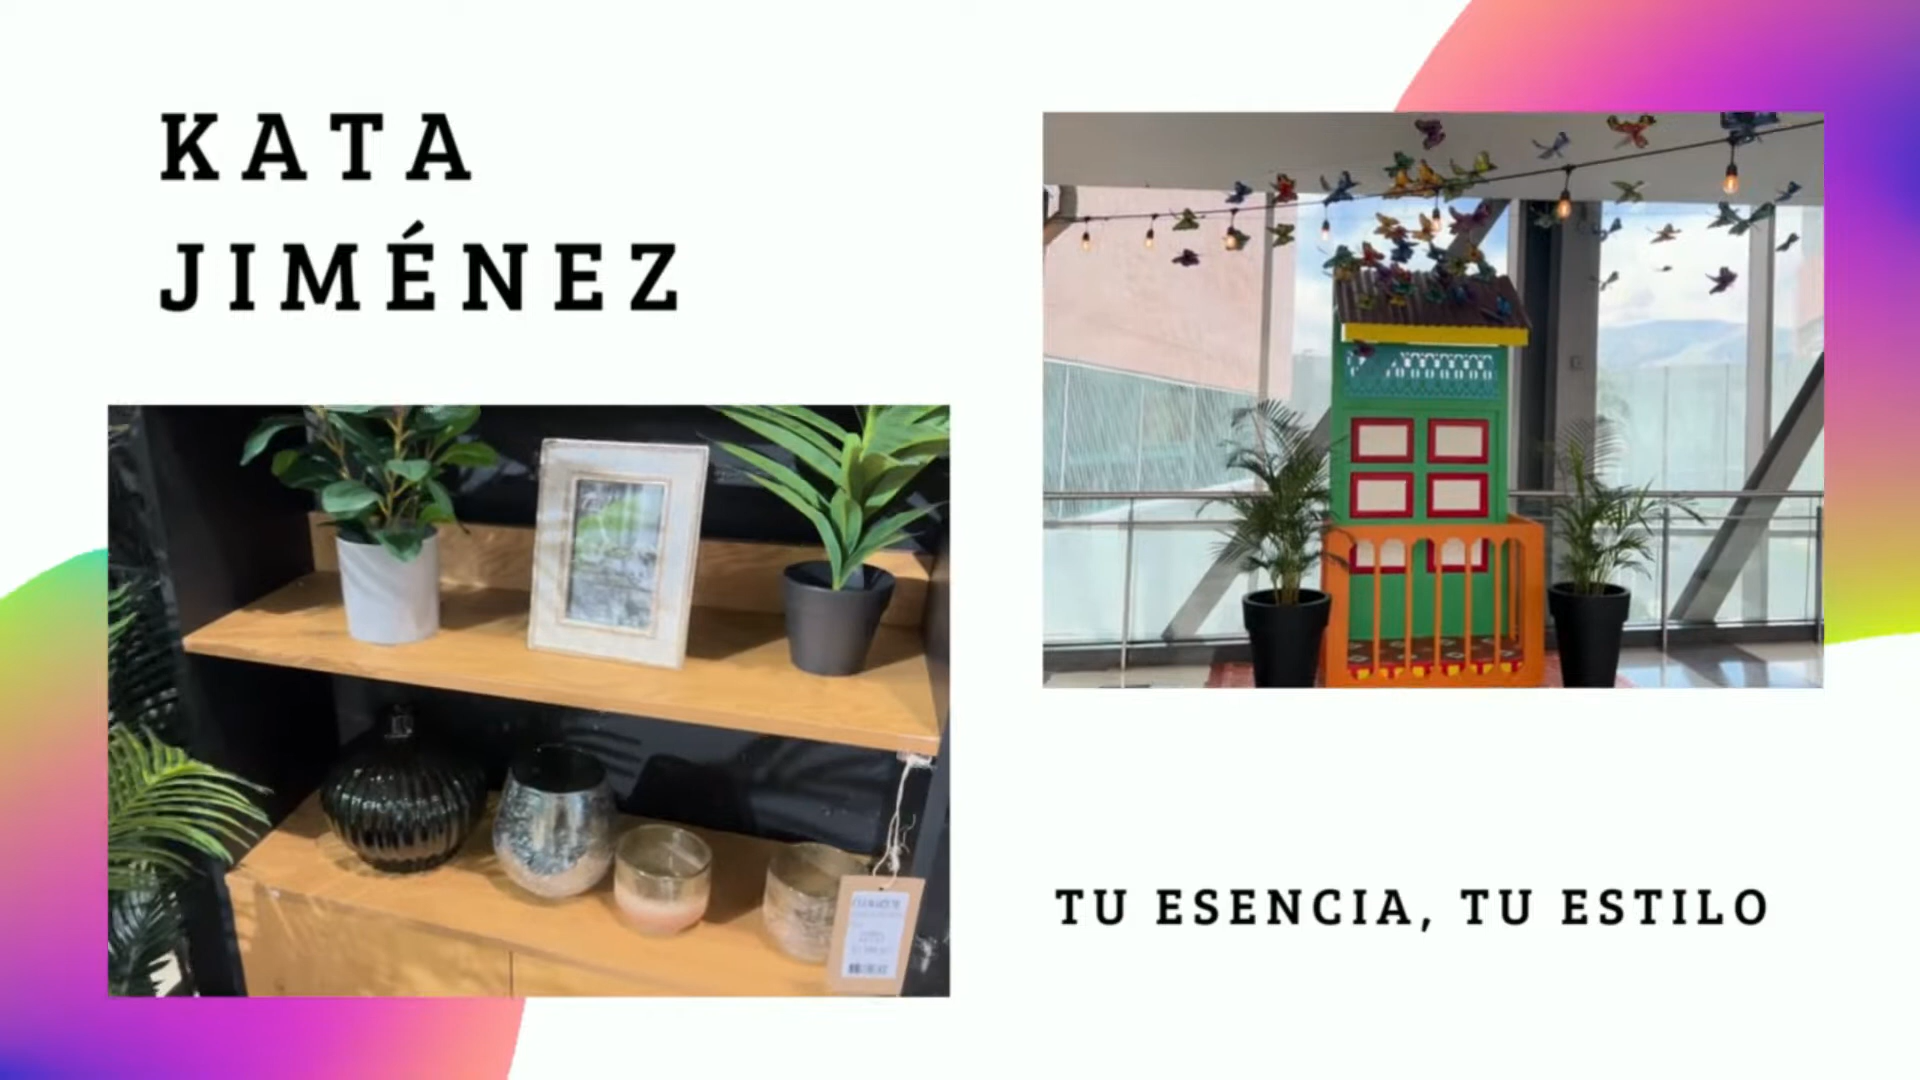 KATA
JIMÉNEZ
TU ESENCIA, TU ESTILO